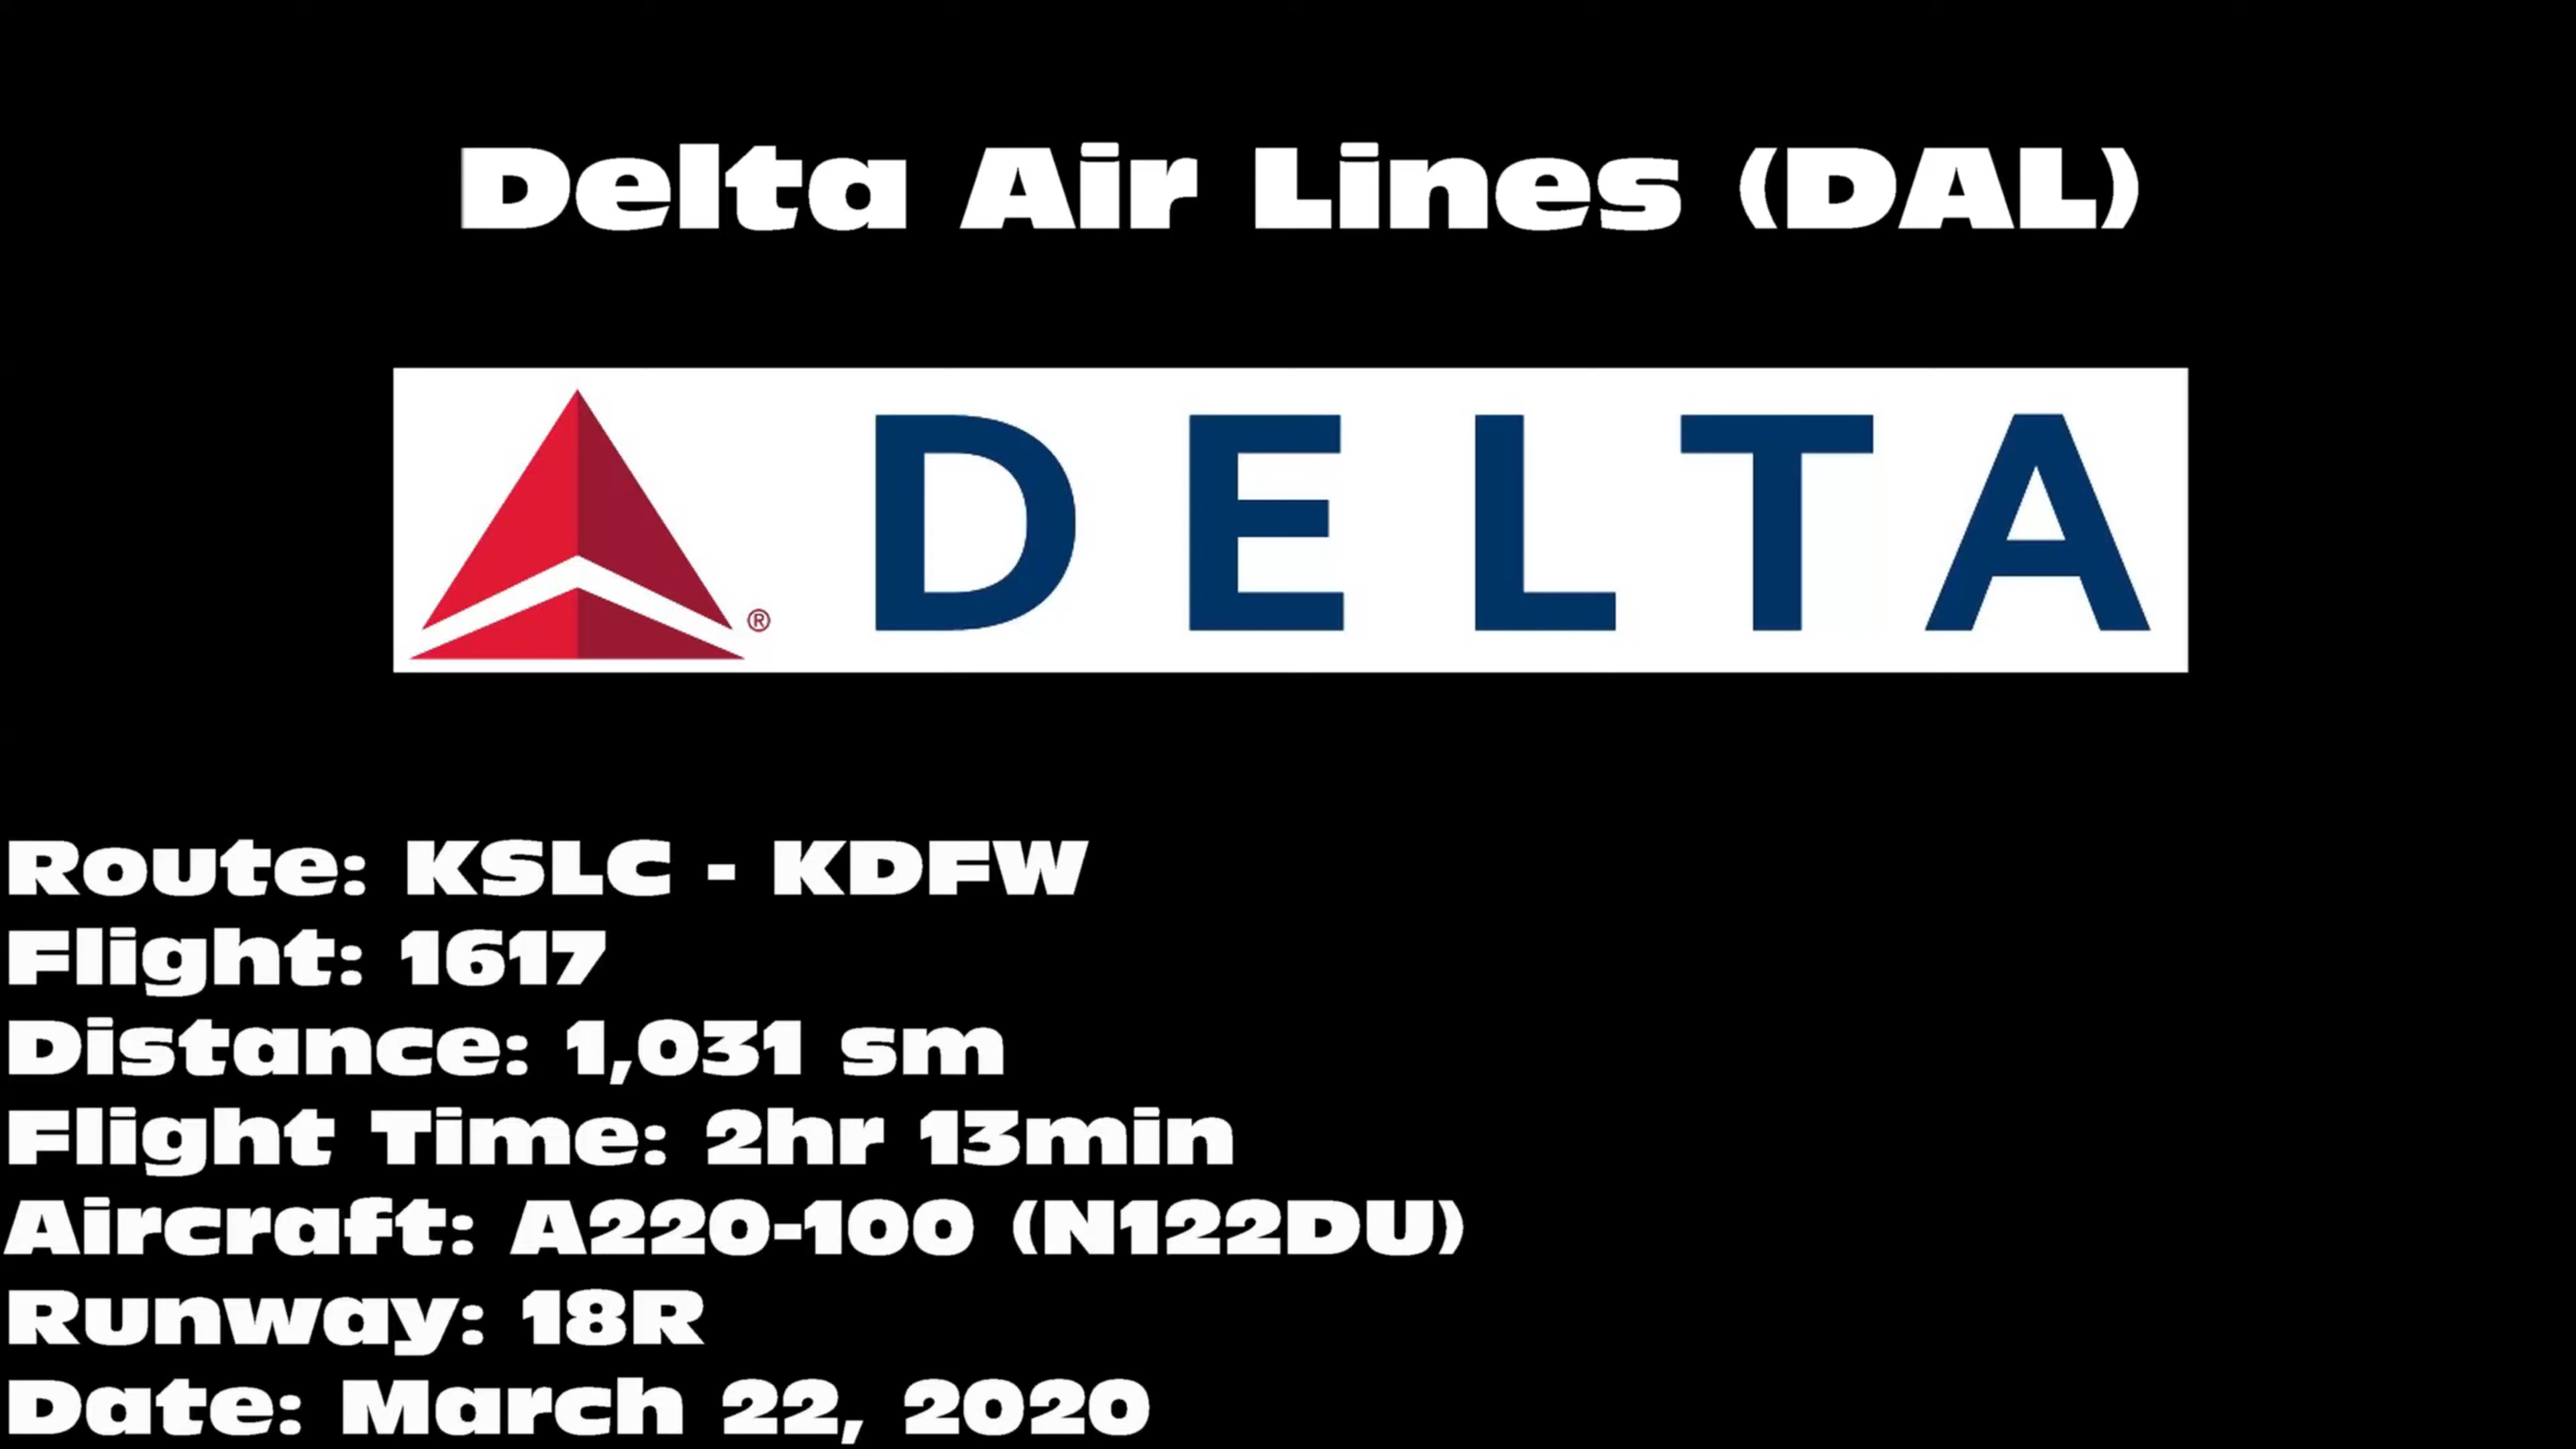 Delta Air Lines (DAL)
® DELTA
Route: KSLC - KDFW
Flight: 1617
Distance: 1,031 sm
Flight Time: 2hr 13min
Aircraft: A220-100 (N122DU)
Runway: 18R
Date: March 22, 2020